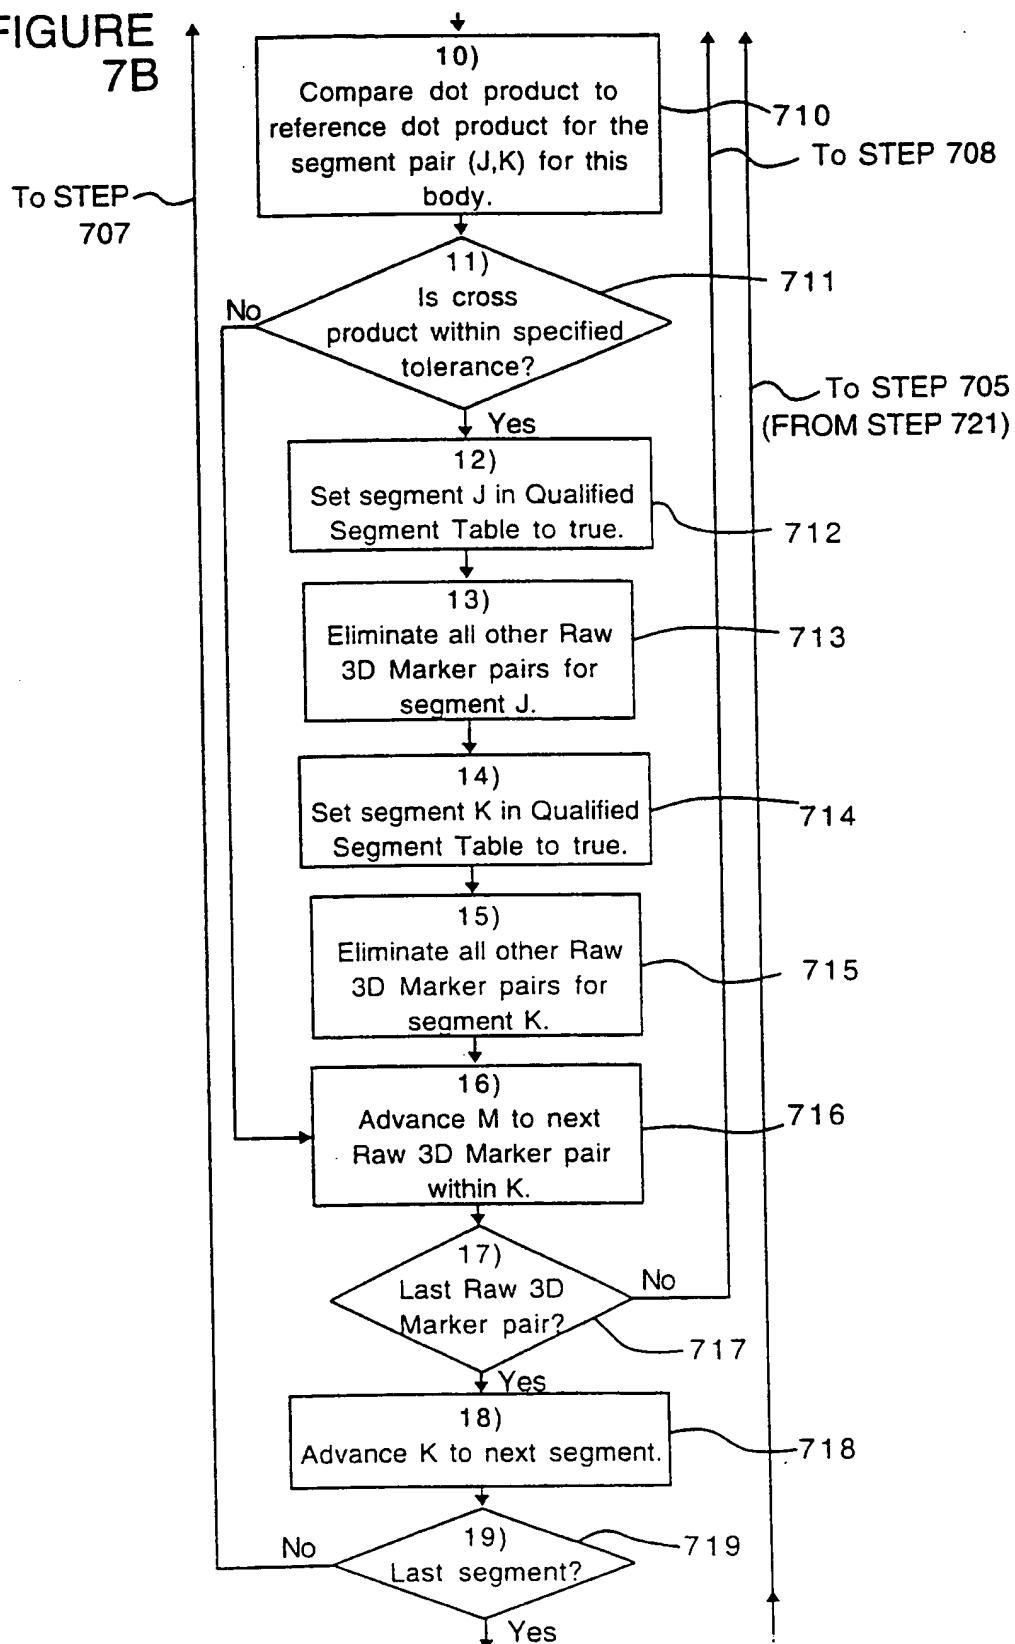 FIGURE
7B
10)
Compare dot product to
reference dot product for the
segment pair (J,K) for this
body.
710
To STEP 708
To STEP
707
11)
Is cross
product within specified
tolerance?
711
No
Yes
To STEP 705
(FROM STEP 721)
12)
Set segment J in Qualified
Segment Table to true.
712
13)
Eliminate all other Raw
3D Marker pairs for
segment J.
713
14)
Set segment K in Qualified
Segment Table to true.
714
15)
Eliminate all other Raw
3D Marker pairs for
segment K.
715
16)
Advance M to next
Raw 3D Marker pair
within K.
716
17)
Last Raw 3D
Marker pair?
No
717
Yes
18)
Advance K to next segment.
718
19)
Last segment?
No
719
Yes